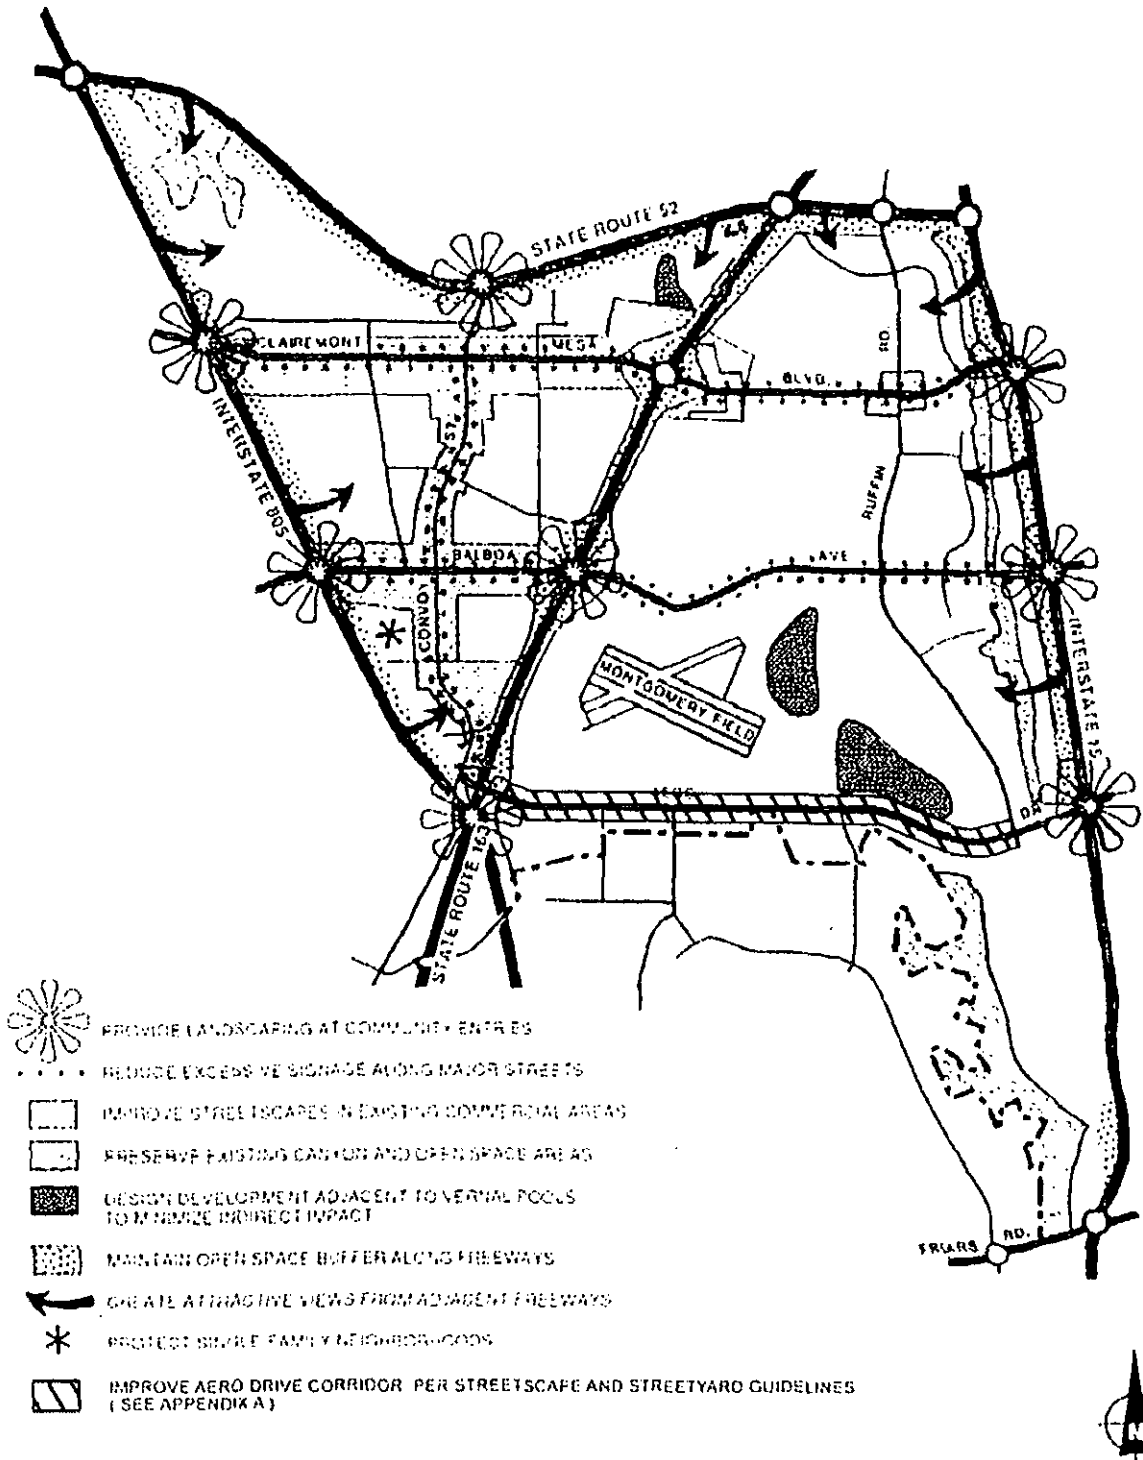 STATE ROUTE 52
CLAIREMONT MESA BLVD.
RD.
INTERSTATE 805
ST
RUFFIN
BALBOA AVE
CONVOY
MONTGOMERY FIELD
INTERSTATE 15
DR
STATE ROUTE 163
FRIARS RD.
PROVIDE LANDSCAPING AT COMMUNITY ENTRIES
REDUCE EXCESSIVE SIGNAGE ALONG MAJOR STREETS
IMPROVE STREETSCAPES IN EXISTING COMMERCIAL AREAS
PRESERVE EXISTING CANYON AND OPEN SPACE AREAS
DESIGN DEVELOPMENT ADJACENT TO VERNAL POOLS
TO MINIMIZE INDIRECT IMPACT
MAINTAIN OPEN SPACE BUFFER ALONG FREEWAYS
CREATE ATTRACTIVE VIEWS FROM ADJACENT FREEWAYS
PROTECT SINGLE FAMILY NEIGHBORHOODS
IMPROVE AERO DRIVE CORRIDOR PER STREETSCAPE AND STREETYARD GUIDELINES
( SEE APPENDIX A )
N